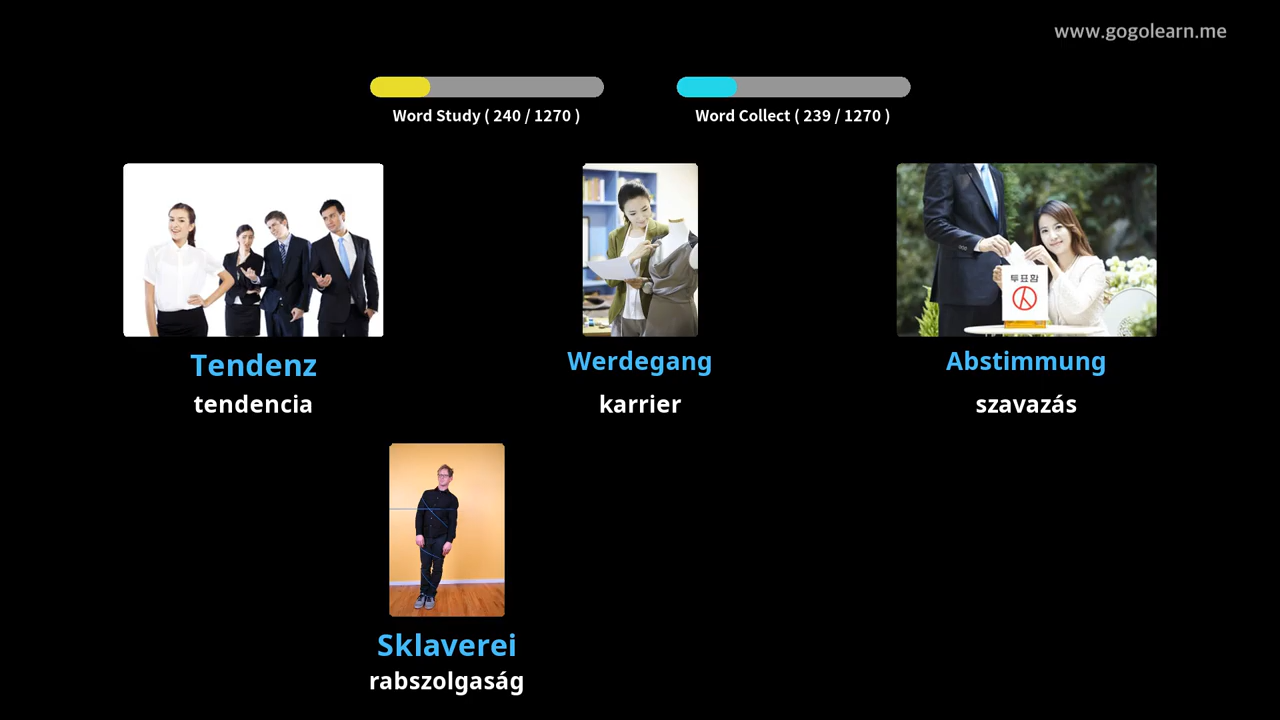 www.gogolearn.me
Word Study ( 240 / 1270 )
Word Collect ( 239 / 1270 )
투표함
Tendenz
tendencia
Werdegang
karrier
Abstimmung
szavazás
Sklaverei
rabszolgaság